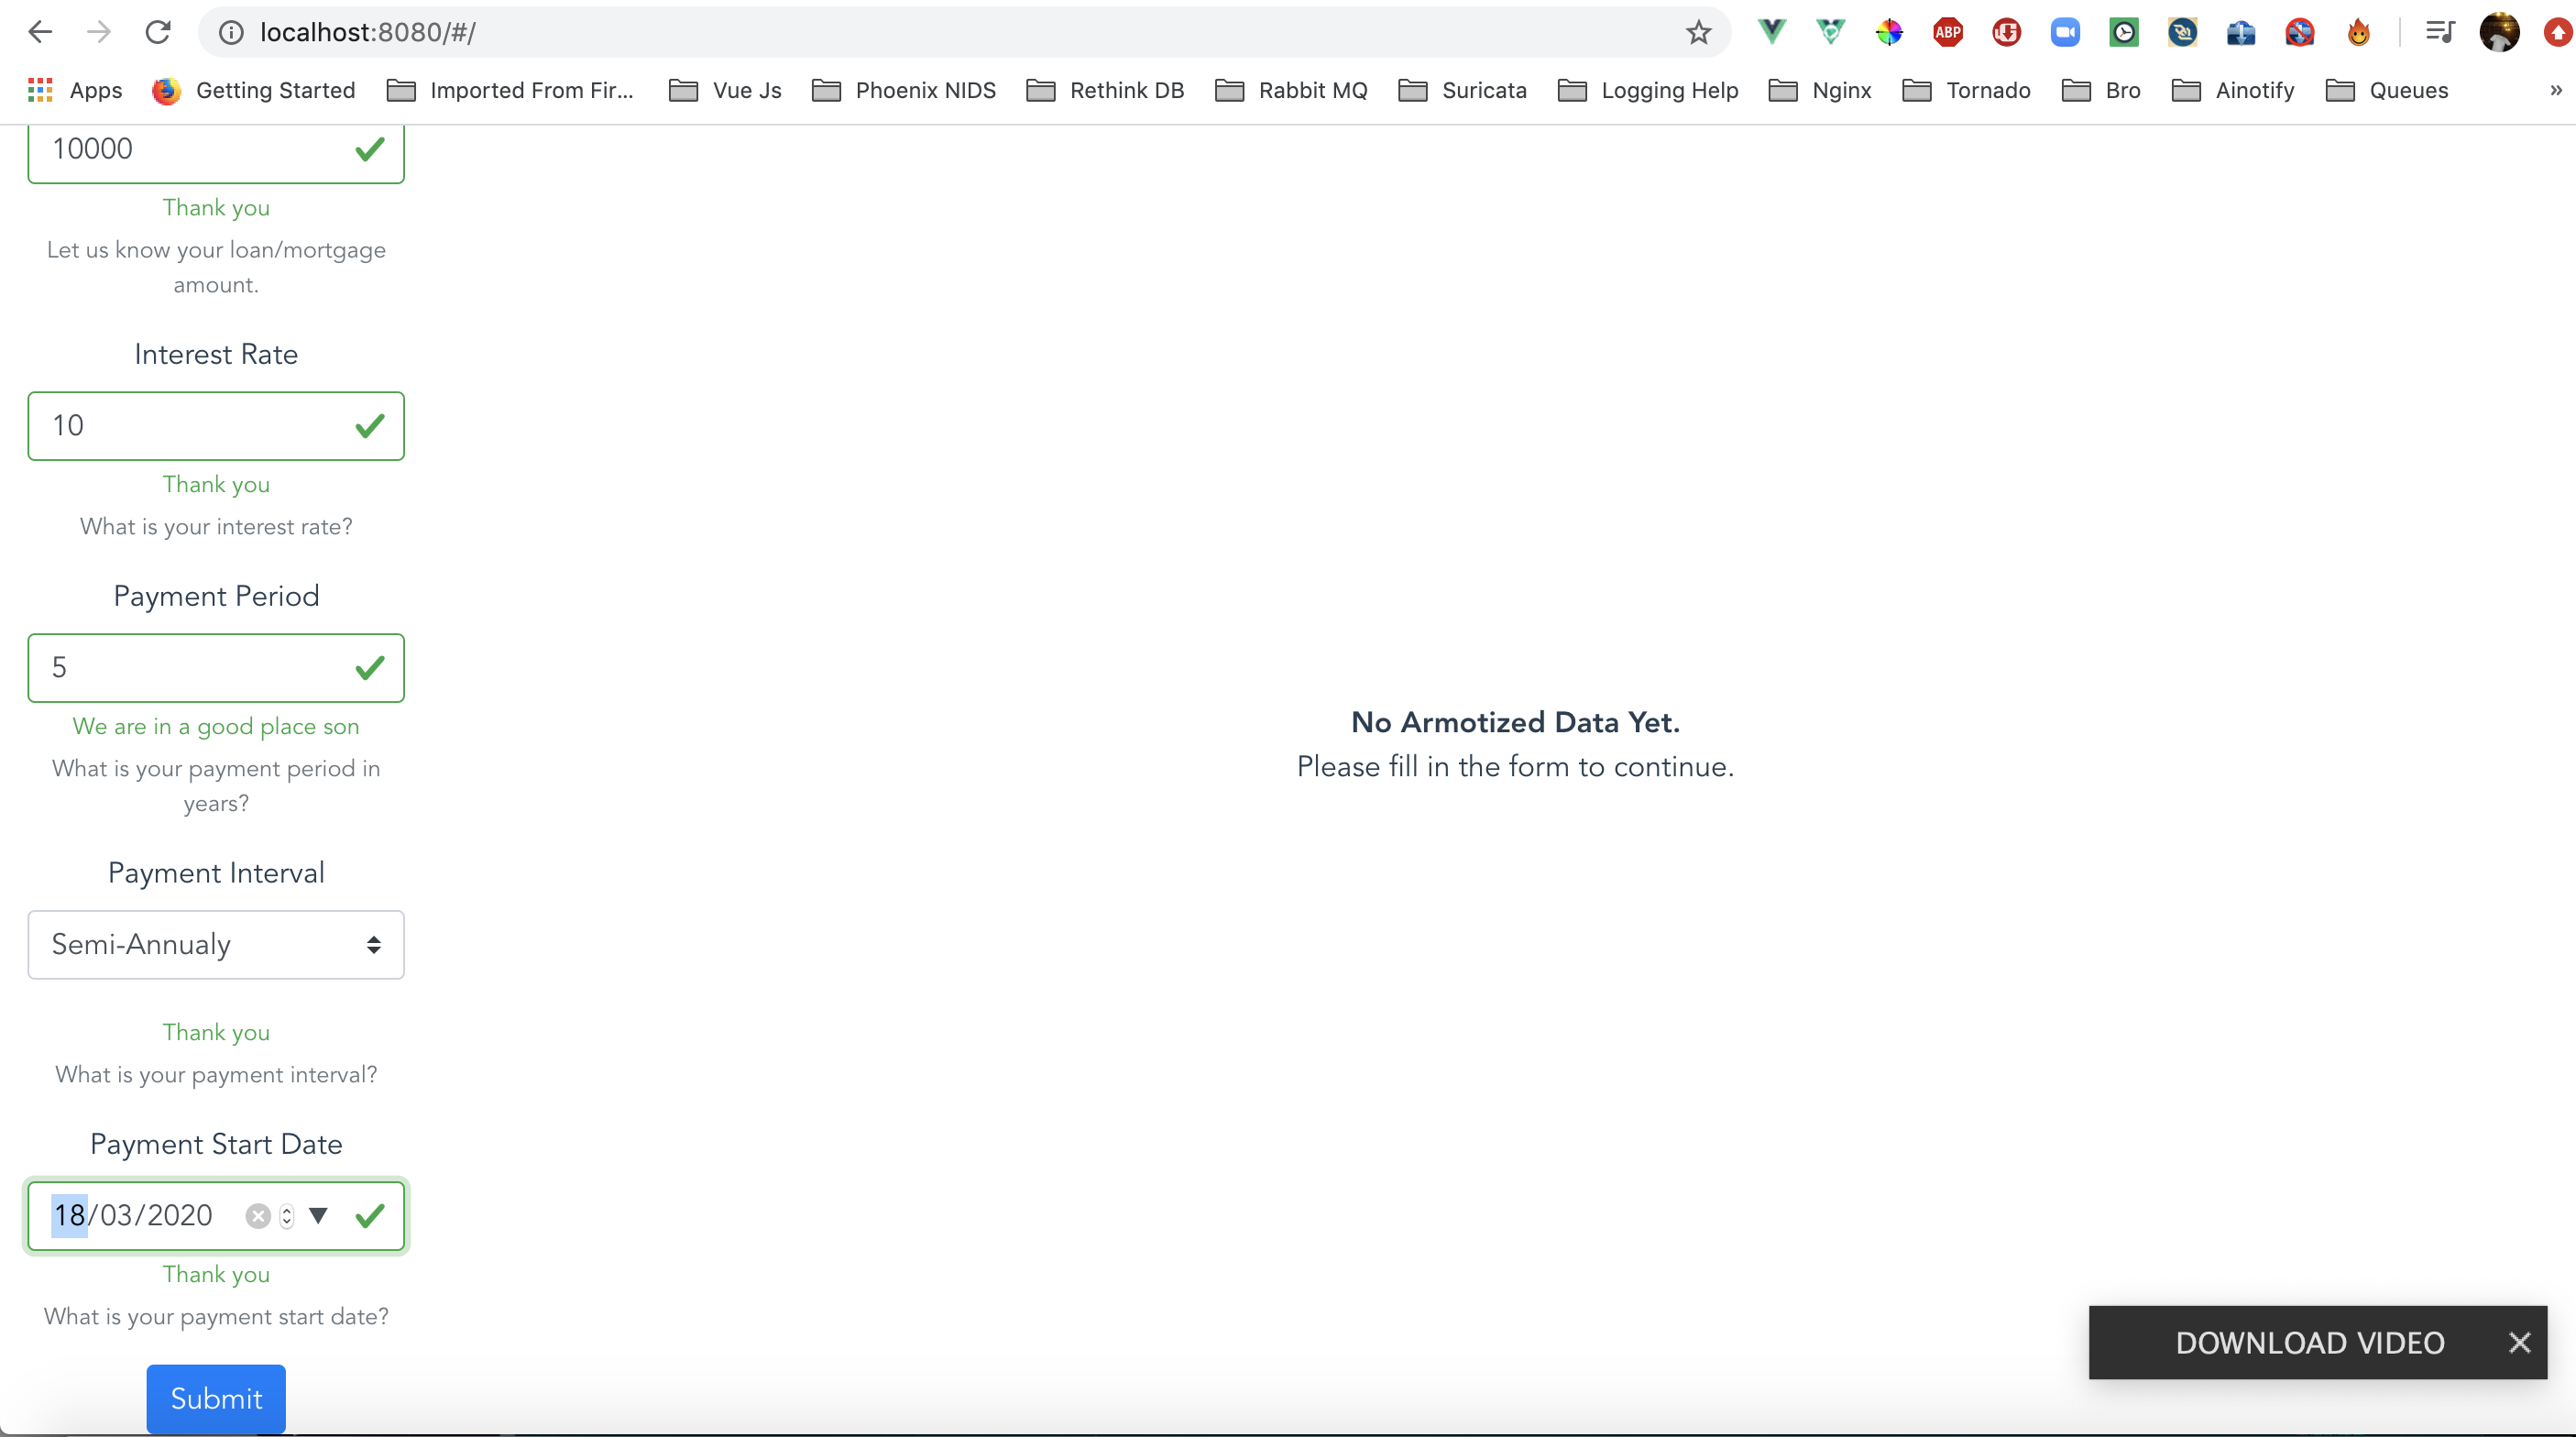 localhost:8080/#/
ABP
Apps Getting Started Imported From Fir... Vue Js Phoenix NIDS Rethink DB Rabbit MQ Suricata Logging Help Nginx Tornado Bro Ainotify Queues »
10000
Thank you
Let us know your loan/mortgage
amount.
Interest Rate
10
Thank you
What is your interest rate?
Payment Period
5
We are in a good place son
What is your payment period in
years?
Payment Interval
Semi-Annualy
Thank you
What is your payment interval?
Payment Start Date
18/03/2020
Thank you
What is your payment start date?
Submit
No Armotized Data Yet.
Please fill in the form to continue.
DOWNLOAD VIDEO